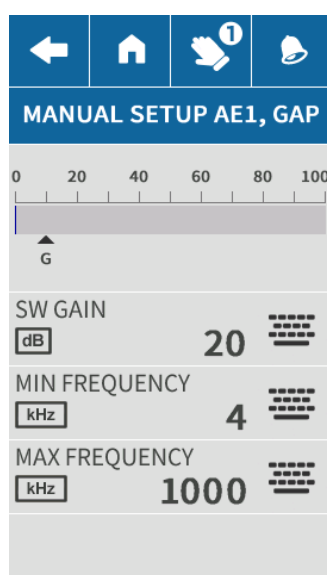 1
MANUAL SETUP AE1, GAP
0 20 40 60 80 100
G
SW GAIN
dB 20
MIN FREQUENCY
kHz 4
MAX FREQUENCY
kHz 1000